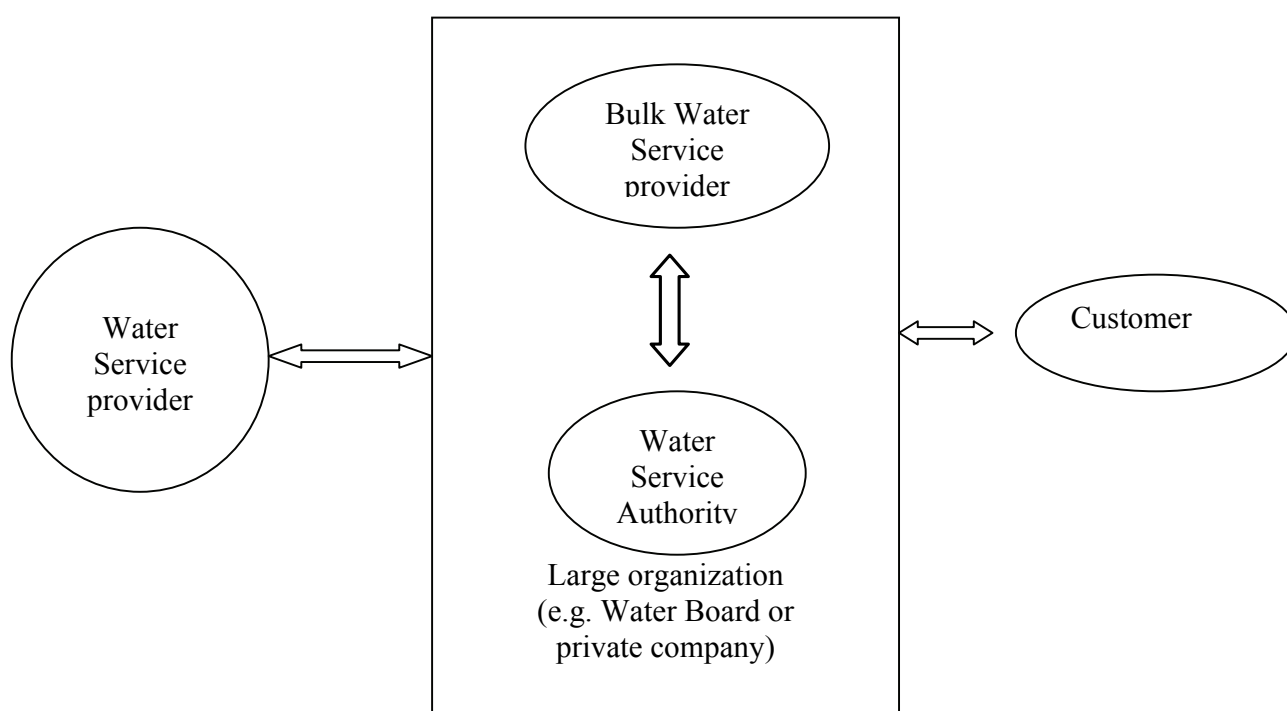 Bulk Water
Service
provider
Water
Service
provider
Customer
Water
Service
Authority
Large organization
(e.g. Water Board or
private company)